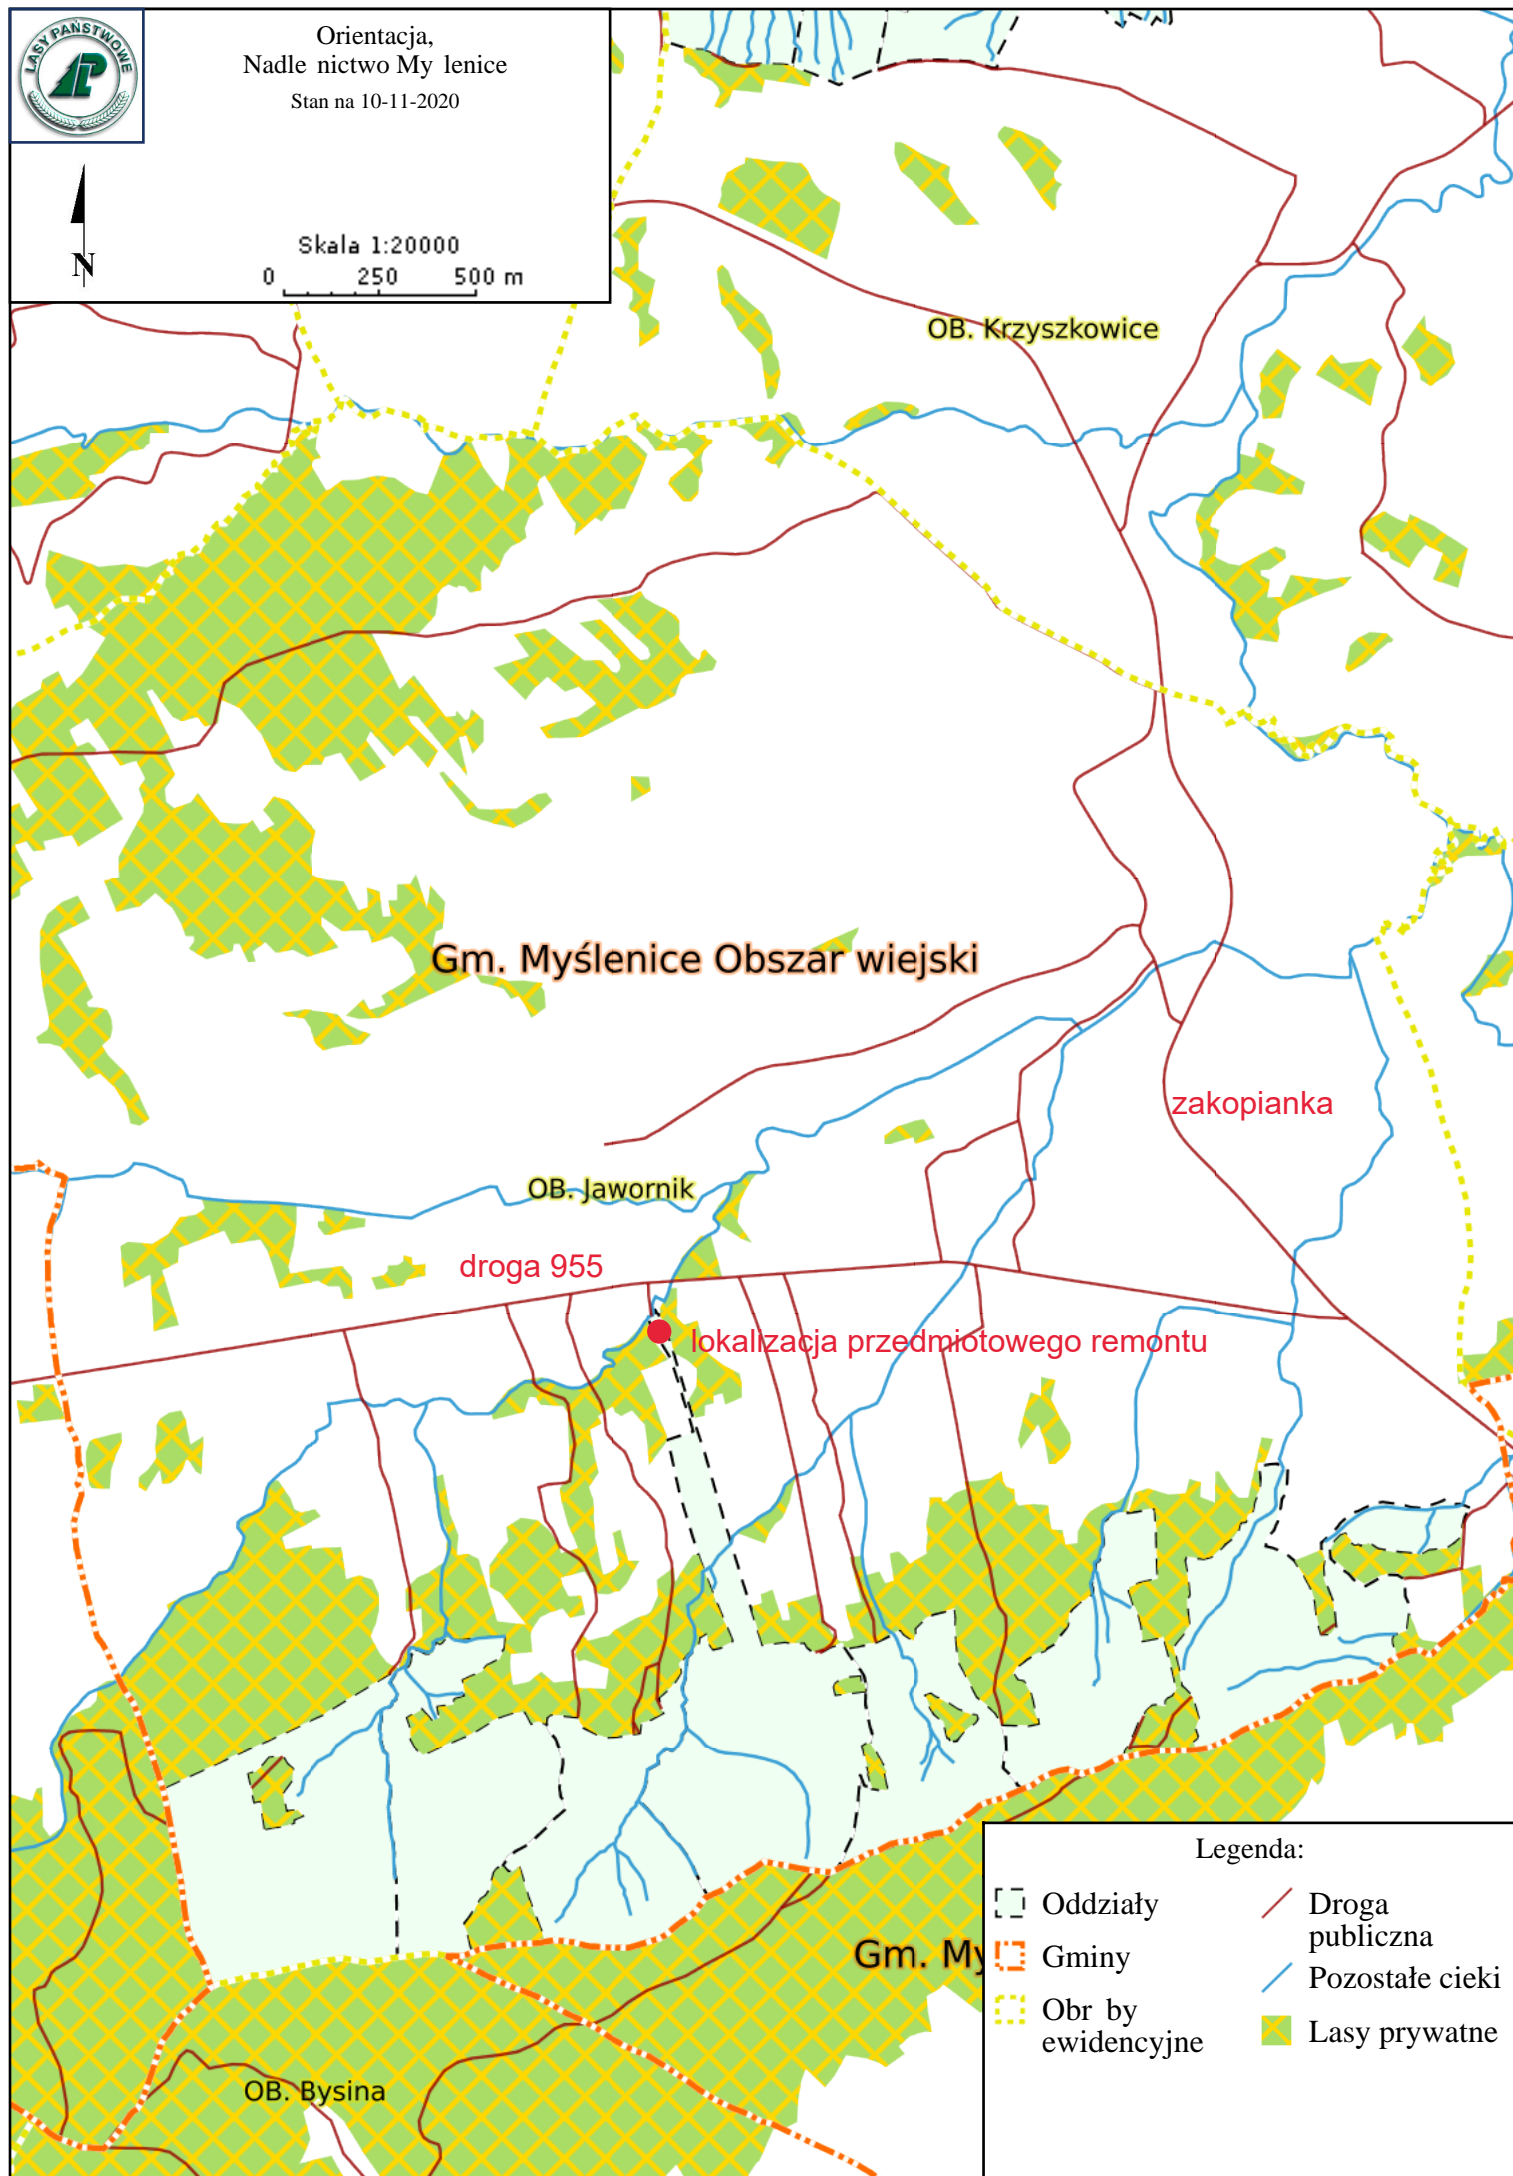 LASY PAŃSTWOWE
Orientacja,
Nadle nictwo My lenice
Stan na 10-11-2020
N
Skala 1:20000
0 250 500 m
OB. Krzyszkowice
Gm. Myślenice Obszar wiejski
zakopianka
OB. Jawornik
droga 955
lokalizacja przedmiotowego remontu
Gm. My
OB. Bysina
Legenda:
Oddziały
Gminy
Obr by
ewidencyjne
Droga
publiczna
Pozostałe cieki
Lasy prywatne